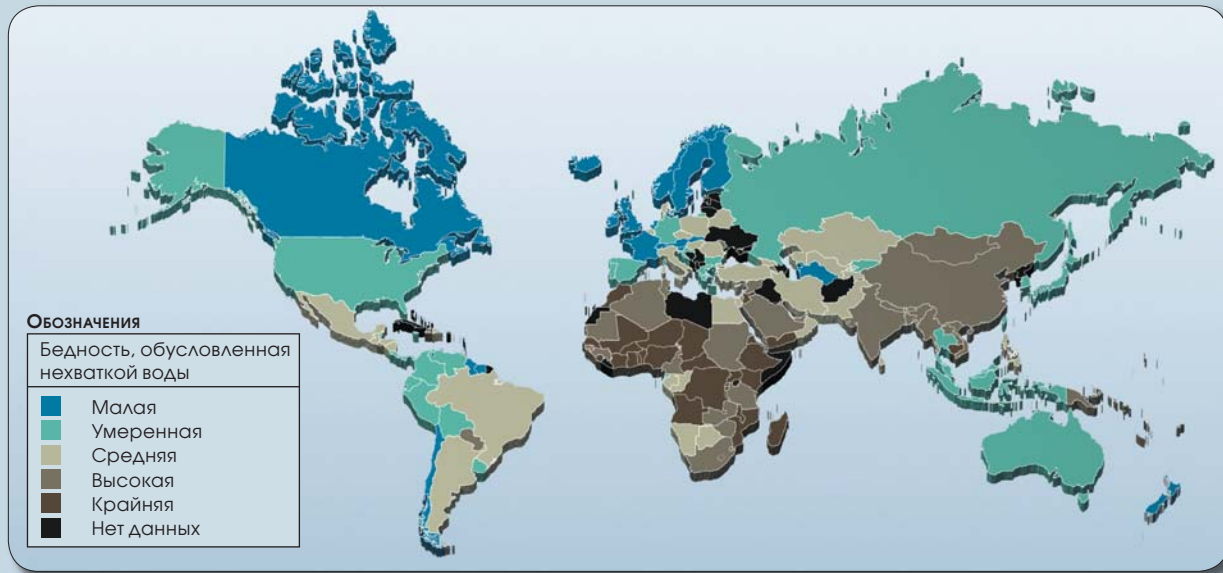 Обозначения
Бедность, обусловленная
нехваткой воды
Малая
Умеренная
Средняя
Высокая
Крайняя
Нет данных